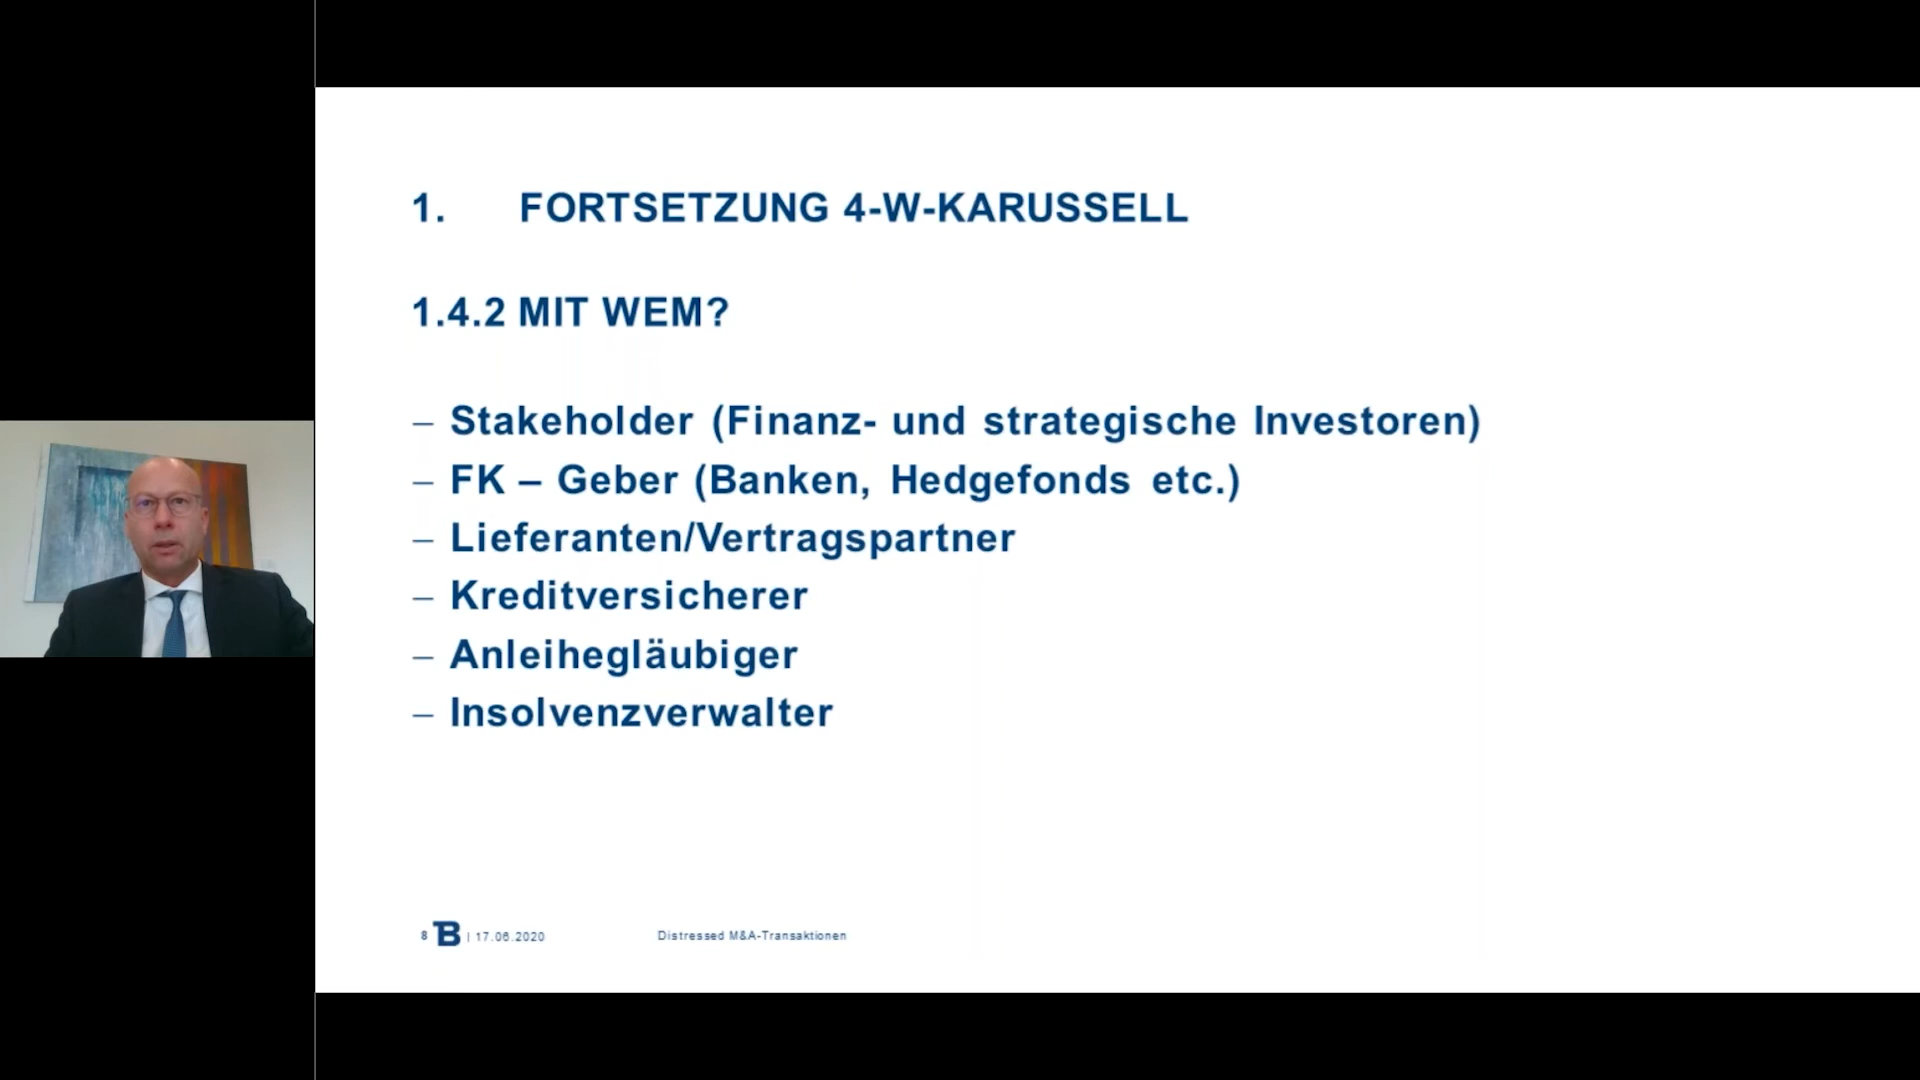 1. FORTSETZUNG 4-W-KARUSSELL
1.4.2 MIT WEM?
– Stakeholder (Finanz- und strategische Investoren)
– FK – Geber (Banken, Hedgefonds etc.)
– Lieferanten/Vertragspartner
– Kreditversicherer
– Anleihegläubiger
– Insolvenzverwalter
8 B | 17.06.2020 Distressed M&A-Transaktionen